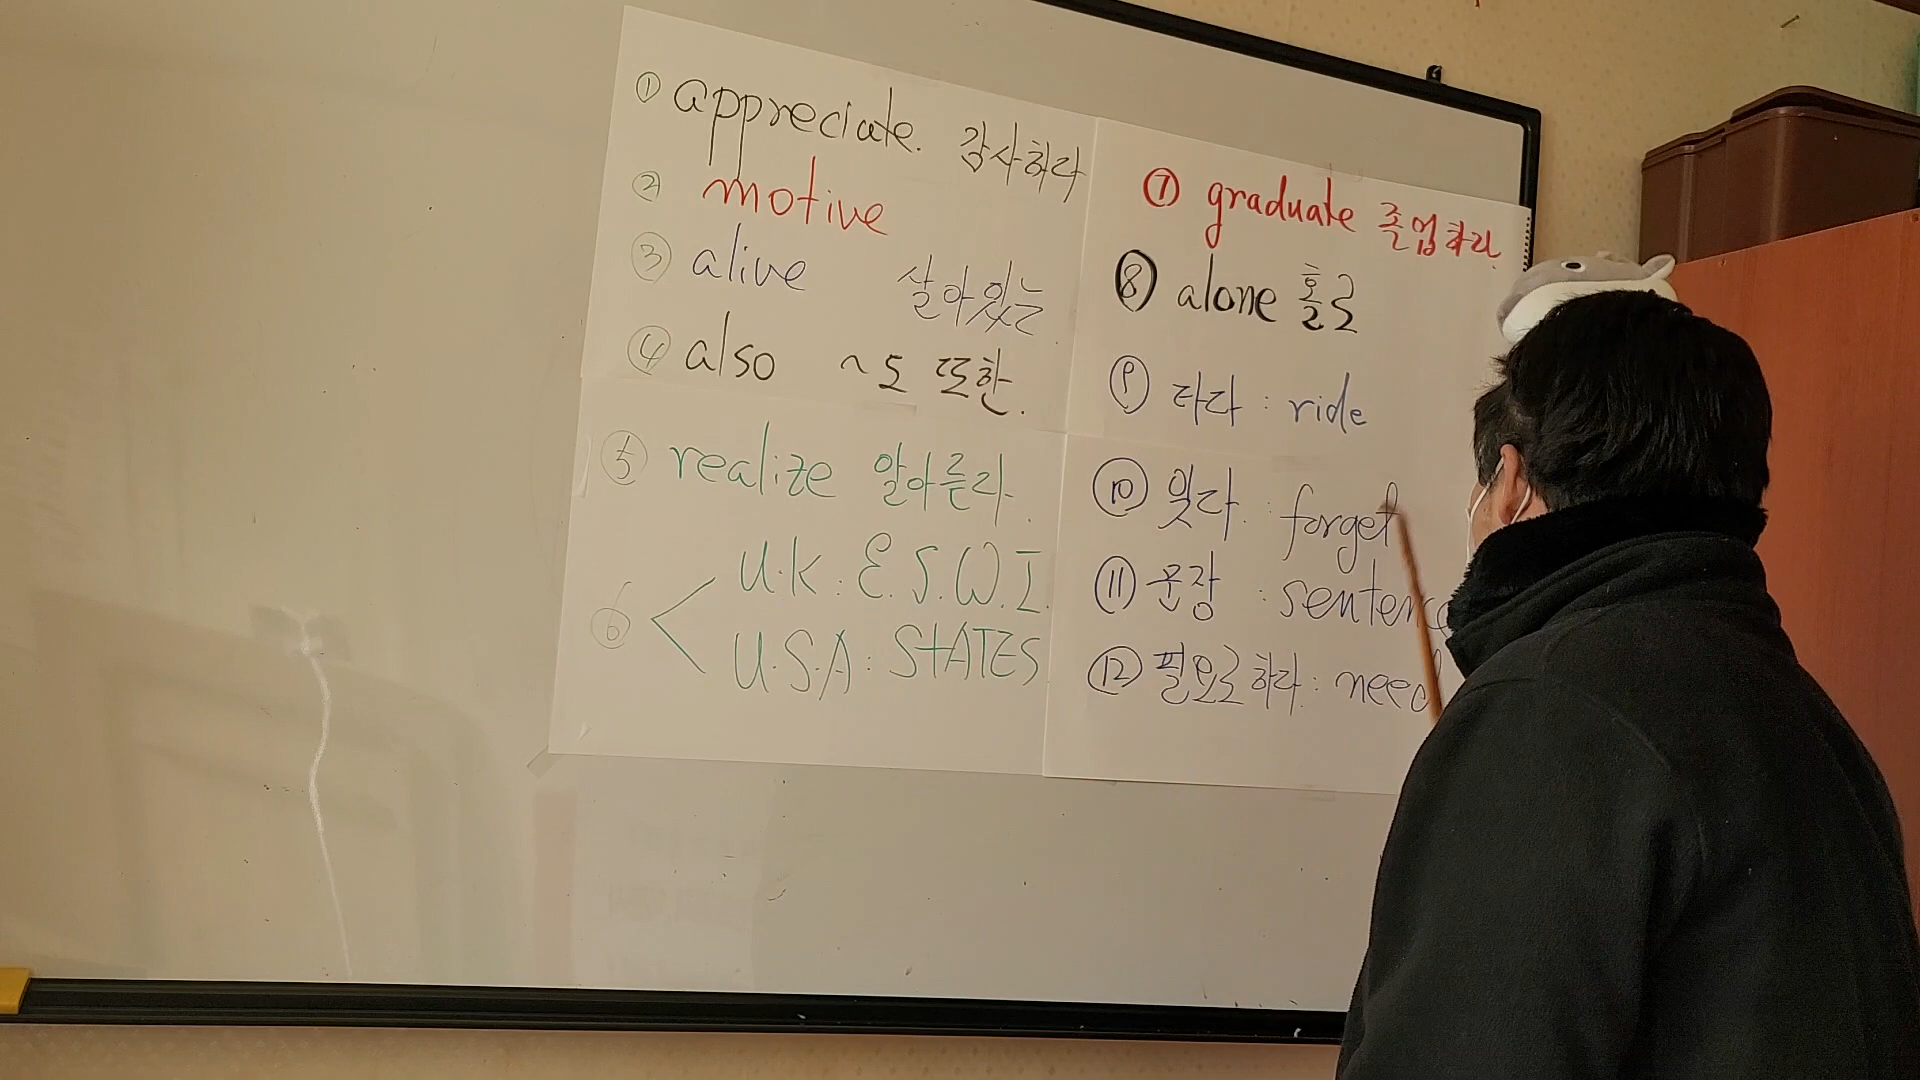 ① appreciate. 감사하다
② motive
③ alive 살아있는
④ also ~도 또한.
⑤ realize 알아른다.
⑥ < U.K : E. S. W. I.
U.S.A : STATES
⑦ graduate 졸업하다.
⑧ alone 홀로
⑨ 타다 : ride
⑩ 잊다 : forget
⑪ 문장 : sentenc
⑫ 필요로 하다 : need